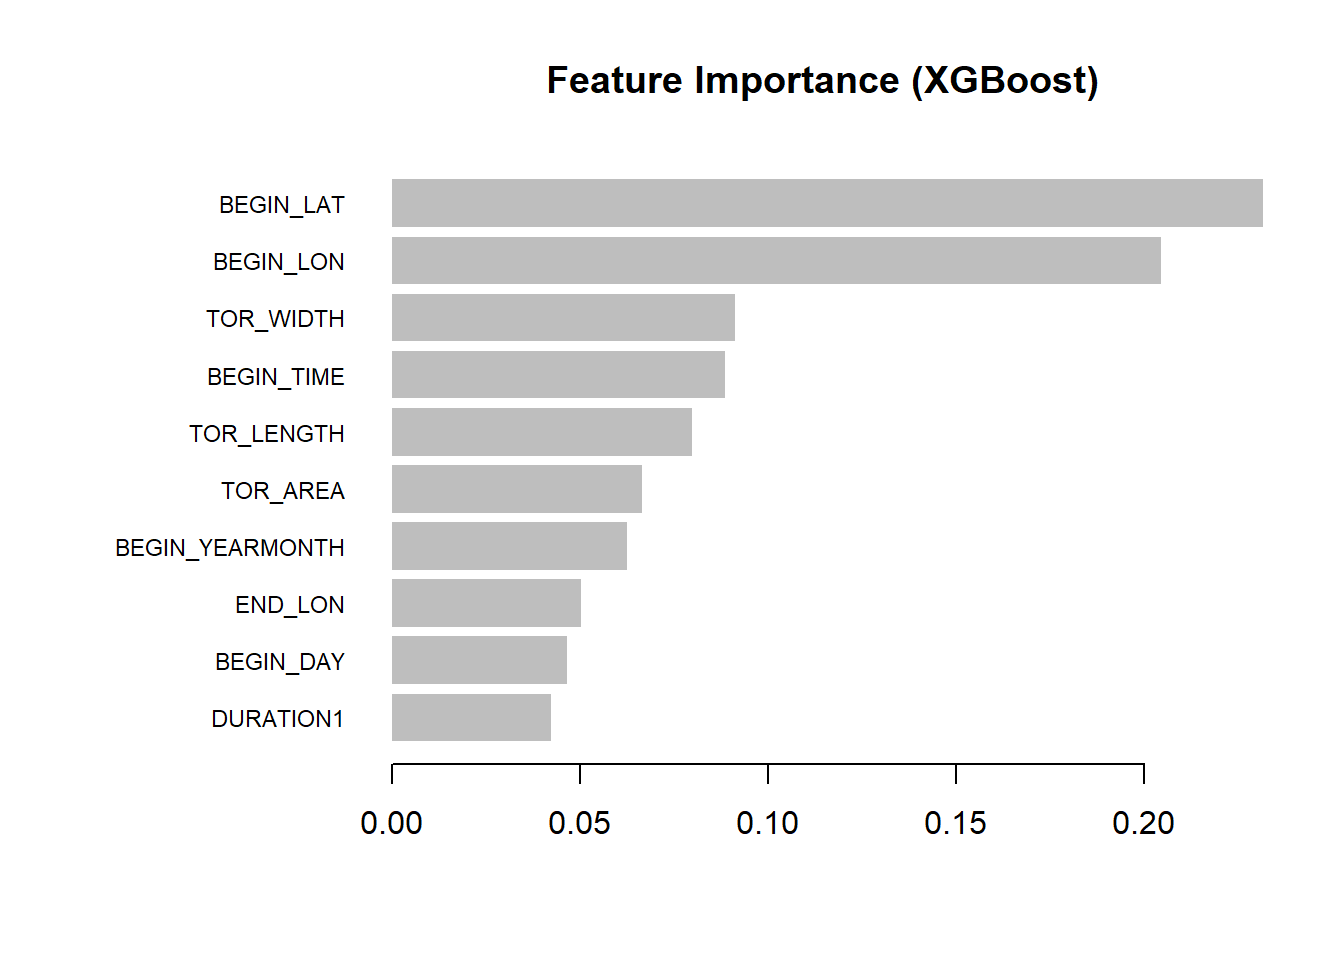 Feature Importance (XGBoost)
BEGIN_LAT
BEGIN_LON
TOR_WIDTH
BEGIN_TIME
TOR_LENGTH
TOR_AREA
BEGIN_YEARMONTH
END_LON
BEGIN_DAY
DURATION1
0.00 0.05 0.10 0.15 0.20